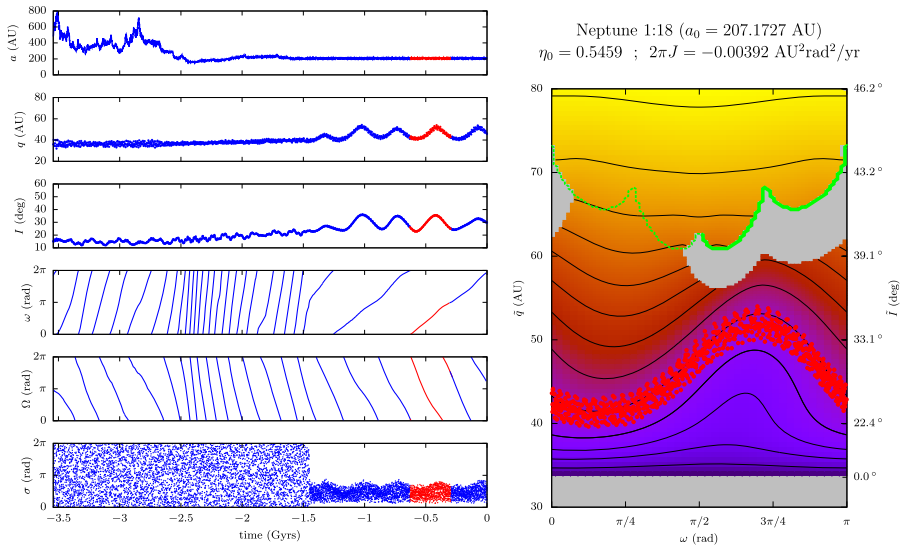 800
600
400
200
0
a (AU)
80
60
40
20
q (AU)
60
50
40
30
20
10
I (deg)
2π
π
0
ω (rad)
2π
π
0
Ω (rad)
2π
π
0
σ (rad)
−3.5 −3 −2.5 −2 −1.5 −1 −0.5 0
time (Gyrs)
Neptune 1:18 (a₀ = 207.1727 AU)
η₀ = 0.5459 ; 2πJ = −0.00392 AU²rad²/yr
80
70
60
50
40
30
q̄ (AU)
46.2 °
43.2 °
39.1 °
33.1 °
22.4 °
0.0 °
Ī (deg)
0 π/4 π/2 3π/4 π
ω (rad)